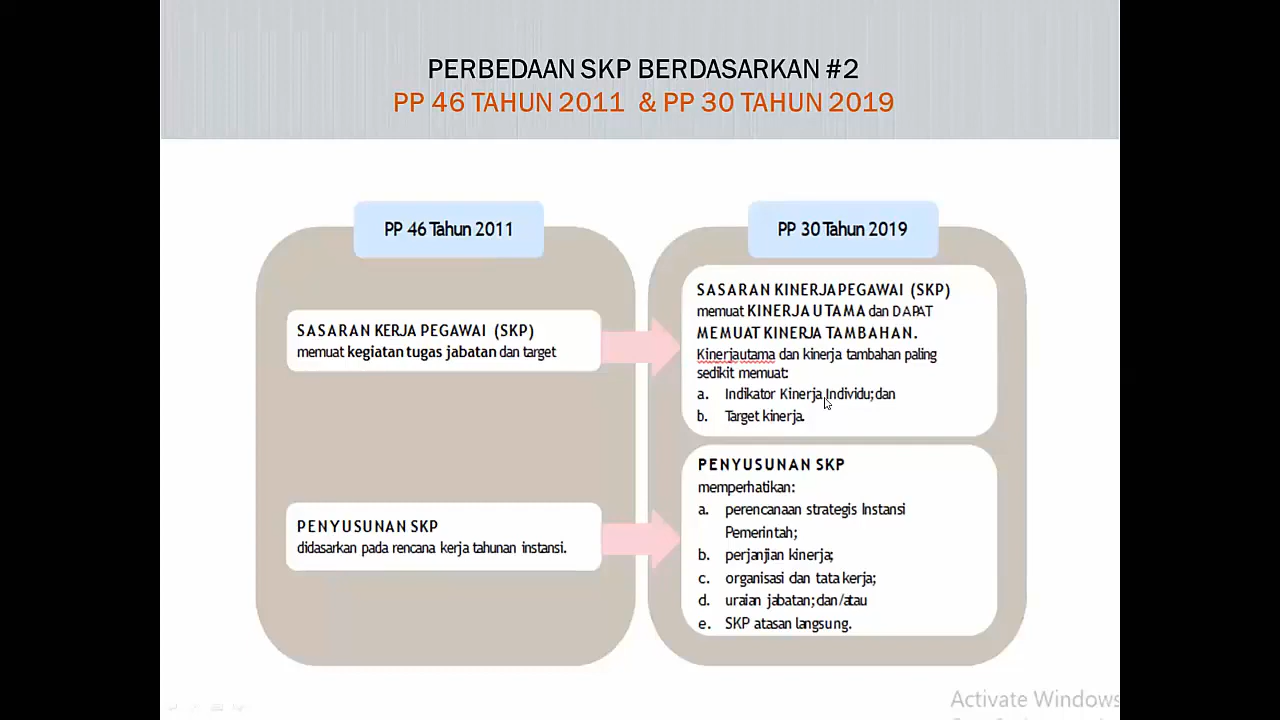 PERBEDAAN SKP BERDASARKAN #2
PP 46 TAHUN 2011 & PP 30 TAHUN 2019
PP 46 Tahun 2011
SASARAN KERJA PEGAWAI (SKP)
memuat kegiatan tugas jabatan dan target
PENYUSUNAN SKP
didasarkan pada rencana kerja tahunan instansi.
PP 30 Tahun 2019
SASARAN KINERJA PEGAWAI (SKP)
memuat KINERJA UTAMA dan DAPAT
MEMUAT KINERJA TAMBAHAN.
Kinerjautama dan kinerja tambahan paling
sedikit memuat:
a. Indikator Kinerja Individu; dan
b. Target kinerja.
PENYUSUNAN SKP
memperhatikan:
a. perencanaan strategis Instansi
Pemerintah;
b. perjanjian kinerja;
c. organisasi dan tata kerja;
d. uraian jabatan; dan/atau
e. SKP atasan langsung.
Activate Windows